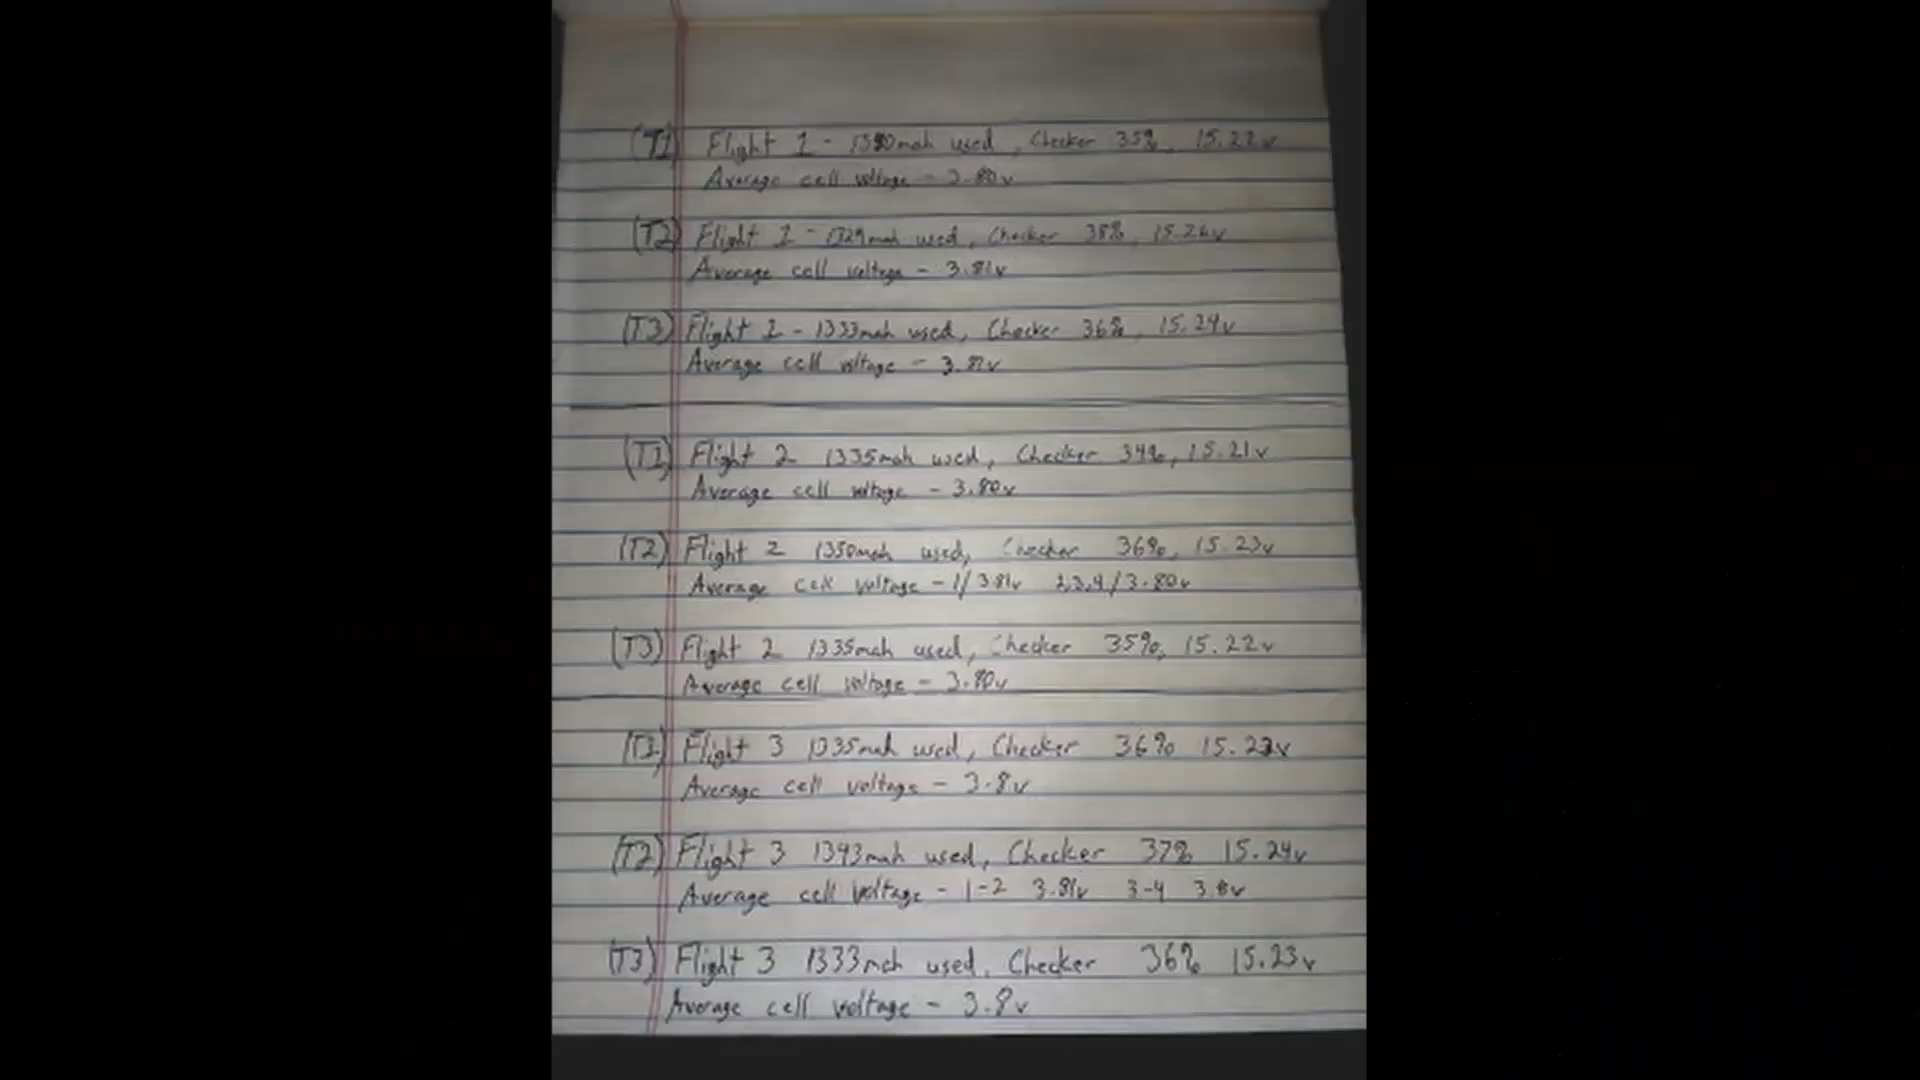 (T1) Flight 1 - mah used, Checker 35%, 15.22v
Average cell voltage - 3.80v
(T2) Flight 1 - 1329mah used, Checker 38%, 15.26v
Average cell voltage - 3.81v
(T3) Flight 1 - 1333mah used, Checker 36%, 15.24v
Average cell voltage -
(T1) Flight 2 1335mah used, Checker 34%, 15.21v
Average cell voltage - 3.80v
(T2) Flight 2 1350mah used, Checker 36%, 15.23v
Average cell voltage - 1/3.81v 2,3,4/3.80v
(T3) Flight 2 1335mah used, Checker 35%, 15.22v
Average cell voltage - 3.80v
(T1) Flight 3 1335mah used, Checker 36% 15.23v
Average cell voltage - 3.8v
(T2) Flight 3 1343mah used, Checker 37% 15.24v
Average cell voltage - 1-2 3.81v 3-4 3.8v
(T3) Flight 3 1333mah used, Checker 36% 15.23v
Average cell voltage - 3.8v